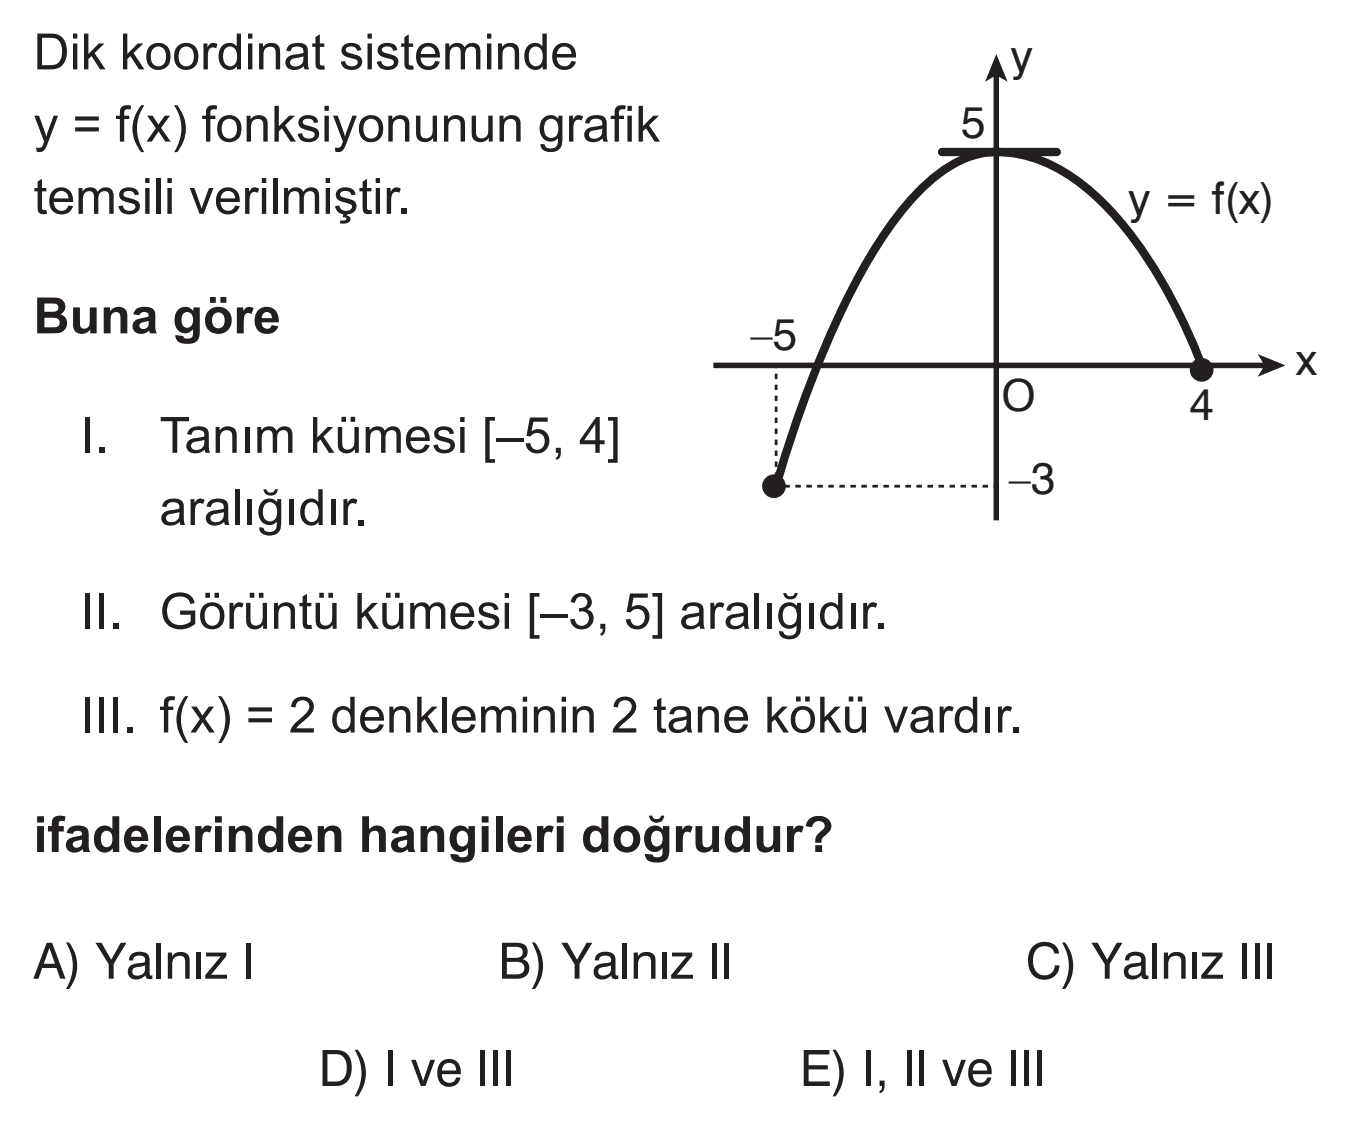 Dik koordinat sisteminde
y = f(x) fonksiyonunun grafik
temsili verilmiştir.
Buna göre
I. Tanım kümesi [–5, 4]
aralığıdır.
II. Görüntü kümesi [–3, 5] aralığıdır.
III. f(x) = 2 denkleminin 2 tane kökü vardır.
ifadelerinden hangileri doğrudur?
A) Yalnız I B) Yalnız II C) Yalnız III
D) I ve III E) I, II ve III
y
5
y = f(x)
–5
x
O
4
–3